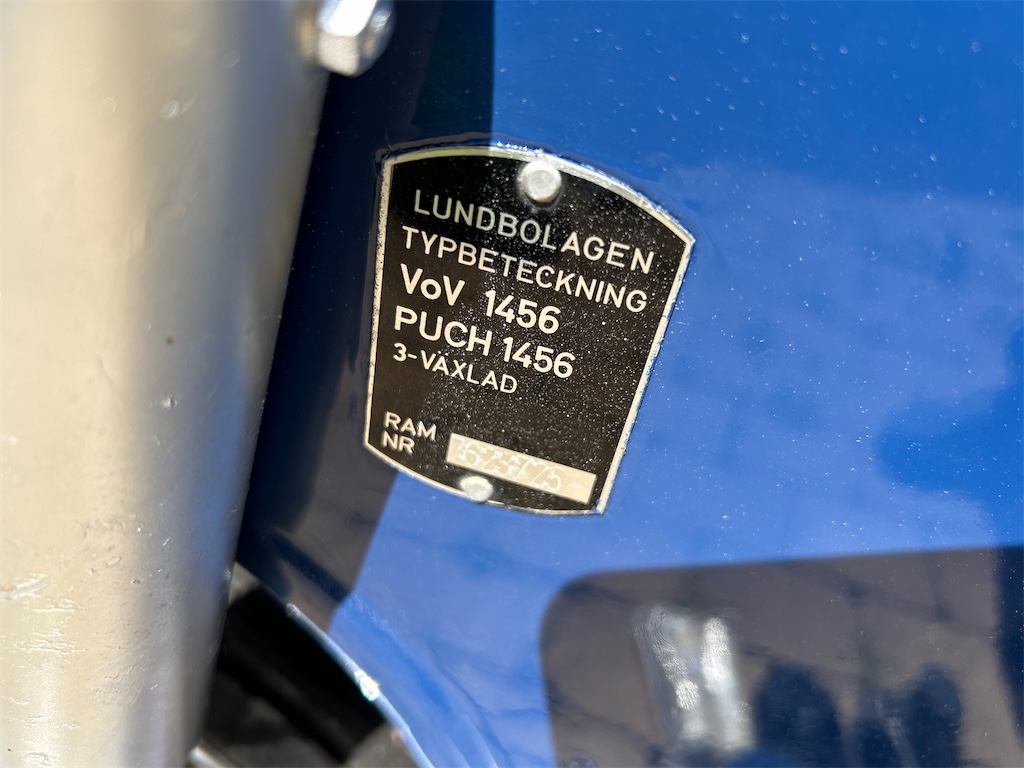 LUNDBOLAGEN
TYPBETECKNING
VoV 1456
PUCH 1456
3-VÄXLAD
RAM
NR